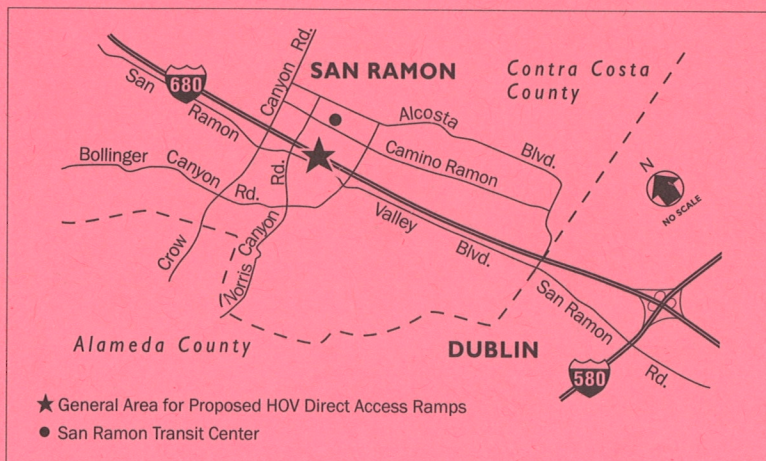 Canyon Rd.
SAN RAMON
Contra Costa
County
680
San Ramon
Alcosta Blvd.
Camino Ramon
Bollinger Canyon Rd.
Crow
Norris Canyon Rd.
Valley Blvd.
N
NO SCALE
San Ramon Rd.
Alameda County
DUBLIN
580
★ General Area for Proposed HOV Direct Access Ramps
● San Ramon Transit Center